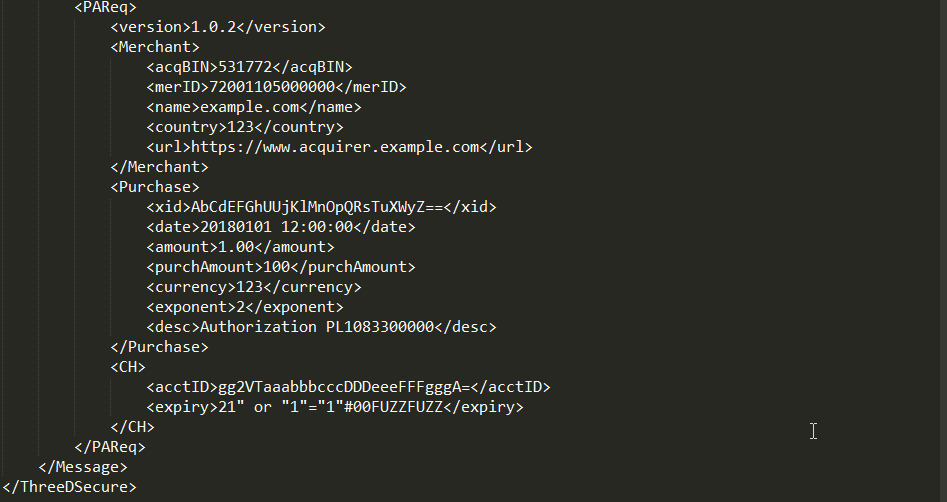 <PAReq>
<version>1.0.2</version>
<Merchant>
<acqBIN>531772</acqBIN>
<merID>72001105000000</merID>
<name>example.com</name>
<country>123</country>
<url>https://www.acquirer.example.com</url>
</Merchant>
<Purchase>
<xid>AbCdEFGhUUjKlMnOpQRsTuXWyZ==</xid>
<date>20180101 12:00:00</date>
<amount>1.00</amount>
<purchAmount>100</purchAmount>
<currency>123</currency>
<exponent>2</exponent>
<desc>Authorization PL1083300000</desc>
</Purchase>
<CH>
<acctID>gg2VTaaabbbcccDDDeeeFFFgggA=</acctID>
<expiry>21" or "1"="1"#00FUZZFUZZ</expiry>
</CH>
</PAReq>
</Message>
</ThreeDSecure>